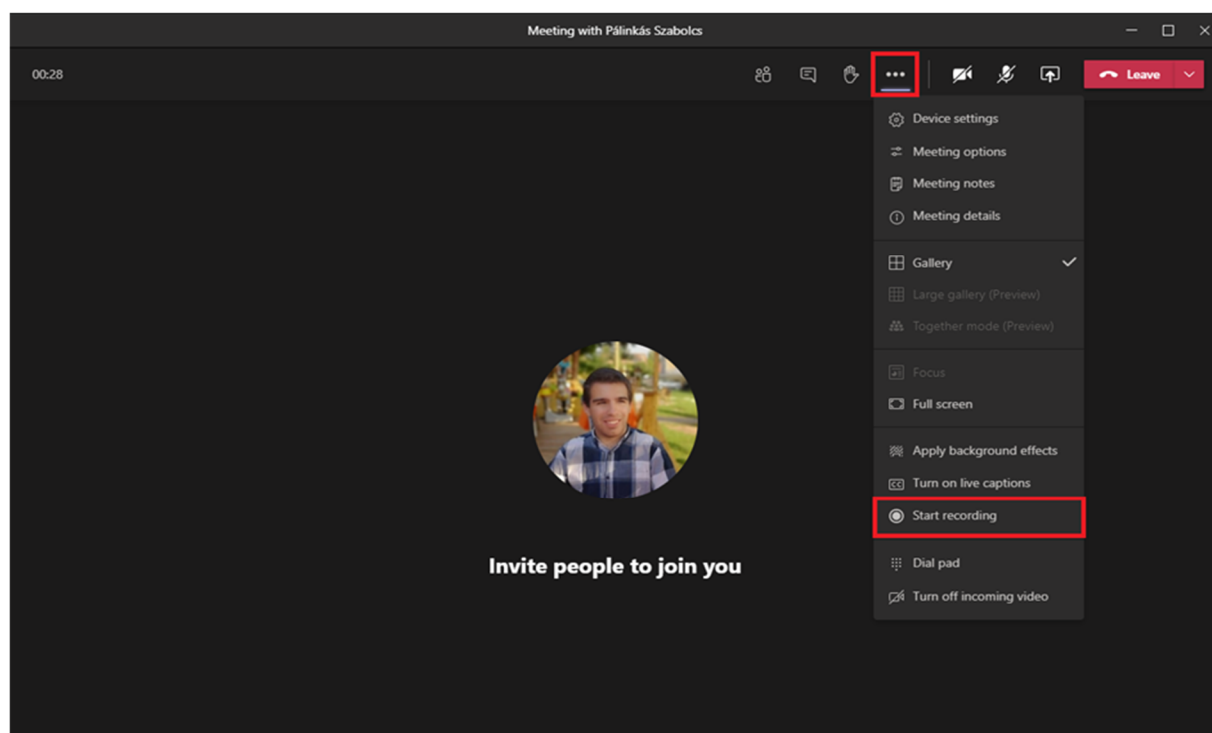 Meeting with Pálinkás Szabolcs
00:28
Leave
Device settings
Meeting options
Meeting notes
Meeting details
Gallery
Large gallery (Preview)
Together mode (Preview)
Focus
Full screen
Apply background effects
CC Turn on live captions
Start recording
Invite people to join you
Dial pad
Turn off incoming video